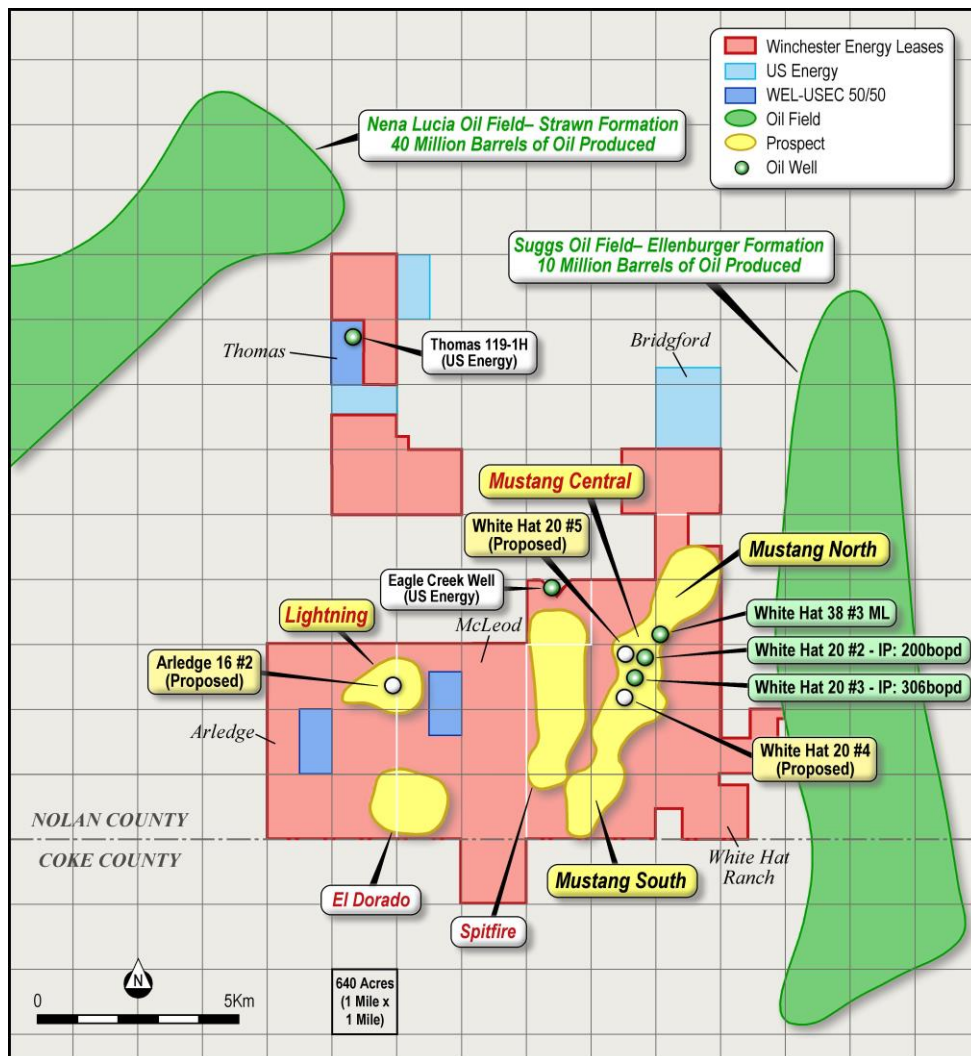 Winchester Energy Leases
US Energy
WEL-USEC 50/50
Oil Field
Prospect
Oil Well
Nena Lucia Oil Field– Strawn Formation
40 Million Barrels of Oil Produced
Suggs Oil Field– Ellenburger Formation
10 Million Barrels of Oil Produced
Thomas
Thomas 119-1H
(US Energy)
Bridgford
Mustang Central
White Hat 20 #5
(Proposed)
Mustang North
Eagle Creek Well
(US Energy)
White Hat 38 #3 ML
Lightning
McLeod
White Hat 20 #2 - IP: 200bopd
Arledge 16 #2
(Proposed)
White Hat 20 #3 - IP: 306bopd
Arledge
White Hat 20 #4
(Proposed)
NOLAN COUNTY
COKE COUNTY
White Hat
Ranch
Mustang South
El Dorado
Spitfire
N
0
5Km
640 Acres
(1 Mile x
1 Mile)